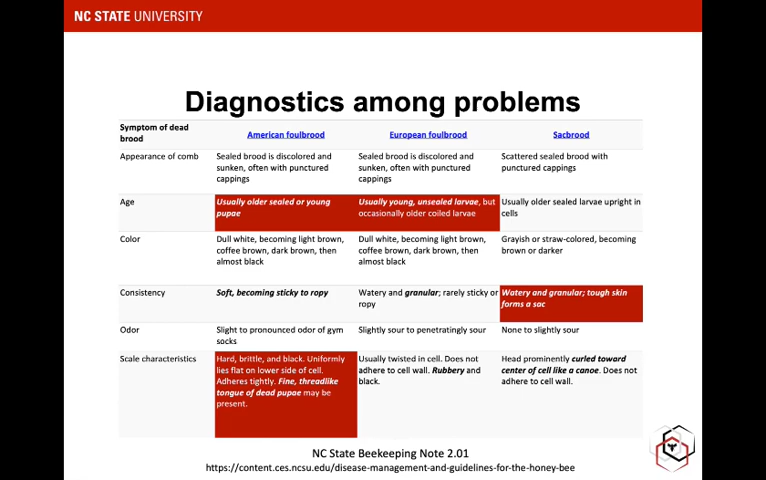 NC STATE UNIVERSITY
Diagnostics among problems
Symptom of dead
brood
American foulbrood
European foulbrood
Sacbrood
Appearance of comb
Sealed brood is discolored and
sunken, often with punctured
cappings
Sealed brood is discolored and
sunken, often with punctured
cappings
Scattered sealed brood with
punctured cappings
Age
Usually older sealed or young
pupae
Usually young, unsealed larvae, but
occasionally older coiled larvae
Usually older sealed larvae upright in
cells
Color
Dull white, becoming light brown,
coffee brown, dark brown, then
almost black
Dull white, becoming light brown,
coffee brown, dark brown, then
almost black
Grayish or straw-colored, becoming
brown or darker
Consistency
Soft, becoming sticky to ropy
Watery and granular; rarely sticky or
ropy
Watery and granular; tough skin
forms a sac
Odor
Slight to pronounced odor of gym
socks
Slightly sour to penetratingly sour
None to slightly sour
Scale characteristics
Hard, brittle, and black. Uniformly
lies flat on lower side of cell.
Adheres tightly. Fine, threadlike
tongue of dead pupae may be
present.
Usually twisted in cell. Does not
adhere to cell wall. Rubbery and
black.
Head prominently curled toward
center of cell like a canoe. Does not
adhere to cell wall.
NC State Beekeeping Note 2.01
https://content.ces.ncsu.edu/disease-management-and-guidelines-for-the-honey-bee